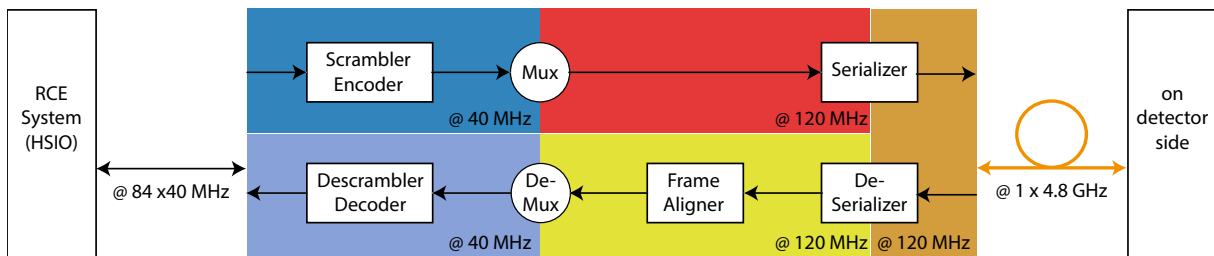 RCE
System
(HSIO)
@ 84 x40 MHz
Scrambler
Encoder
@ 40 MHz
Mux
@ 120 MHz
Serializer
Descrambler
Decoder
@ 40 MHz
De-
Mux
Frame
Aligner
@ 120 MHz
De-
Serializer
@ 120 MHz
@ 1 x 4.8 GHz
on
detector
side